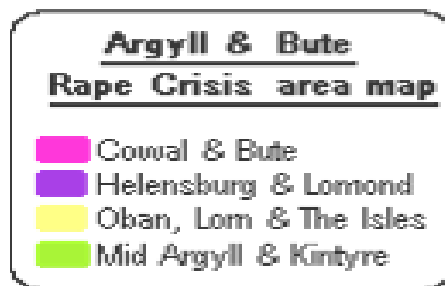 Argyll & Bute
Rape Crisis area map
Cowal & Bute
Helensburg & Lomond
Oban, Lorn & The Isles
Mid Argyll & Kintyre